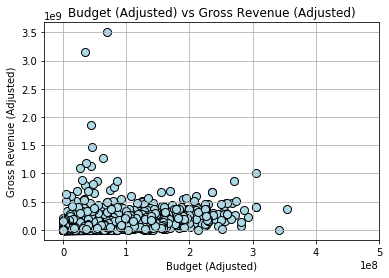 Budget (Adjusted) vs Gross Revenue (Adjusted)
1e9
3.5
3.0
2.5
2.0
1.5
1.0
0.5
0.0
Gross Revenue (Adjusted)
0 1 2 3 4 5
Budget (Adjusted)
1e8